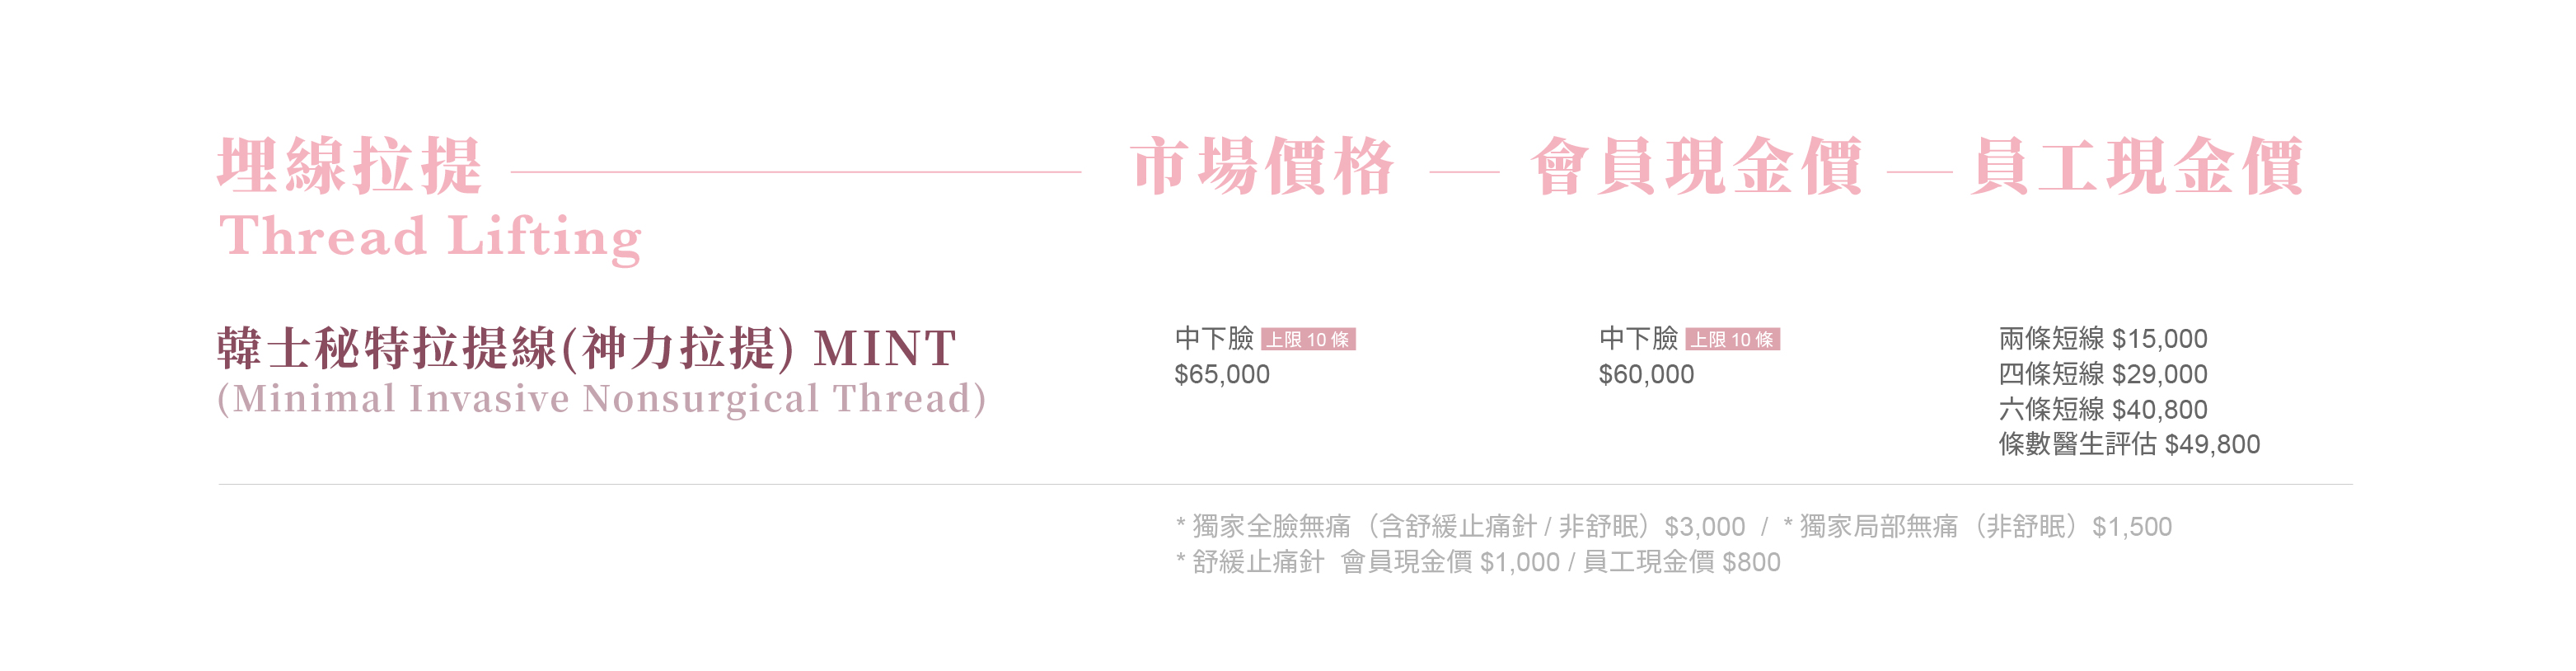 埋線拉提 市場價格 會員現金價 員工現金價
Thread Lifting
韓士秘特拉提線(神力拉提) MINT
(Minimal Invasive Nonsurgical Thread)
中下臉 上限 10 條
$65,000
中下臉 上限 10 條
$60,000
兩條短線 $15,000
四條短線 $29,000
六條短線 $40,800
條數醫生評估 $49,800
* 獨家全臉無痛（含舒緩止痛針 / 非舒眠）$3,000 / * 獨家局部無痛（非舒眠）$1,500
* 舒緩止痛針 會員現金價 $1,000 / 員工現金價 $800